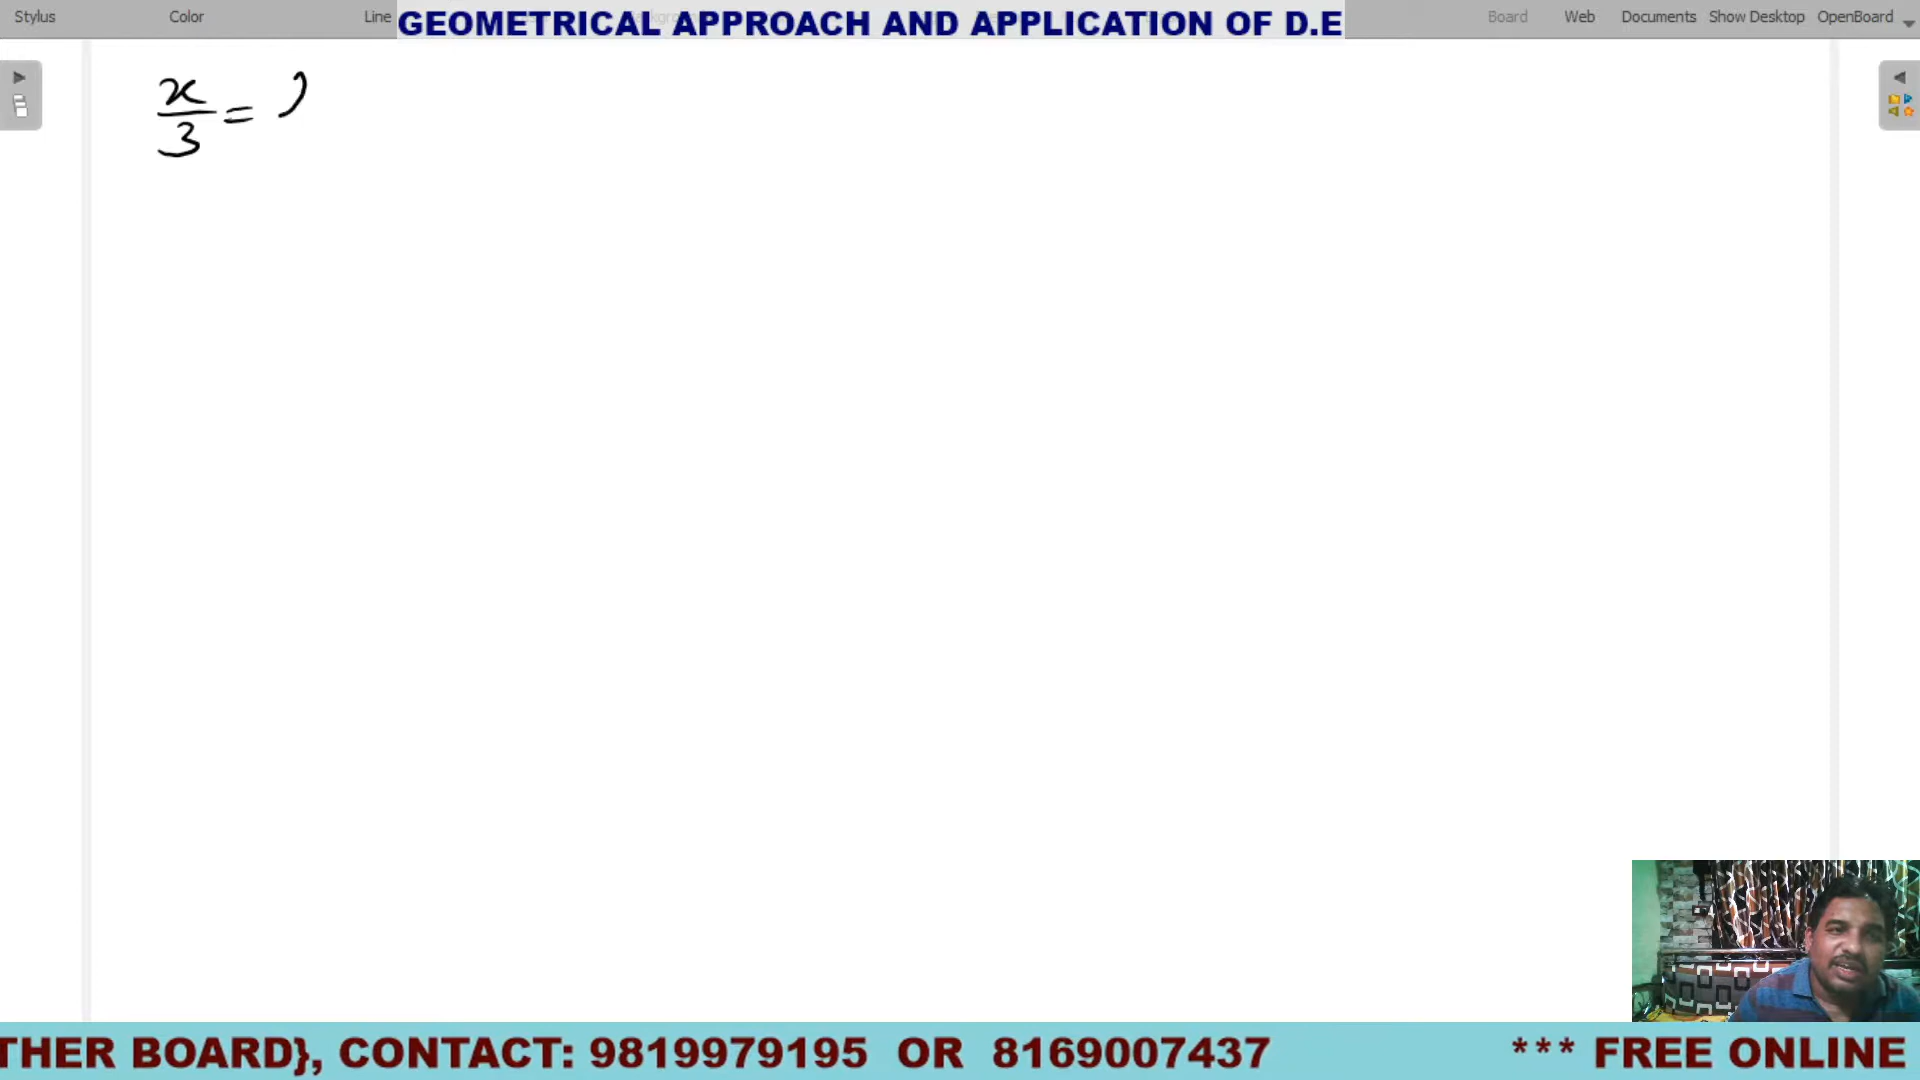 Stylus Color Line Board Web Documents Show Desktop OpenBoard
GEOMETRICAL APPROACH AND APPLICATION OF D.E
x/3 = )
THER BOARD}, CONTACT: 9819979195 OR 8169007437 *** FREE ONLINE